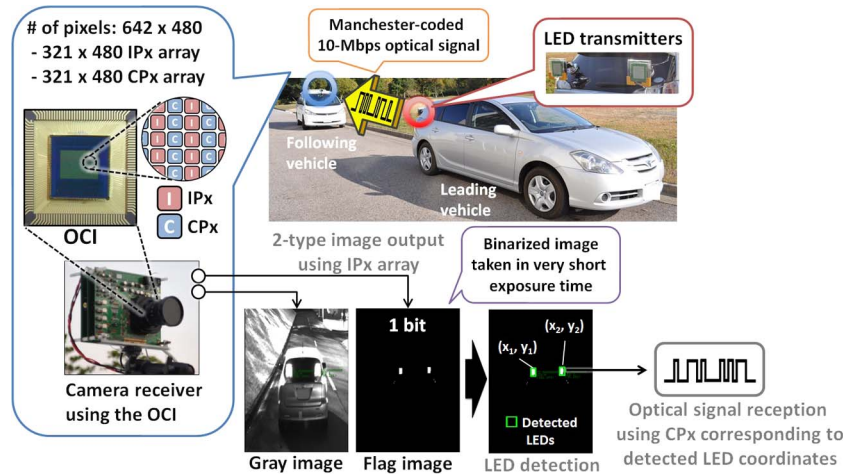 # of pixels: 642 x 480
- 321 x 480 IPx array
- 321 x 480 CPx array
C I C
I C I C I
I C I C I
I C I C I
C I C
I IPx
C CPx
OCI
Camera receiver
using the OCI
Manchester-coded
10-Mbps optical signal
LED transmitters
Following
vehicle
Leading
vehicle
2-type image output
using IPx array
Binarized image
taken in very short
exposure time
Gray image
1 bit
Flag image
(x₁, y₁)
(x₂, y₂)
Detected
LEDs
LED detection
Optical signal reception
using CPx corresponding to
detected LED coordinates